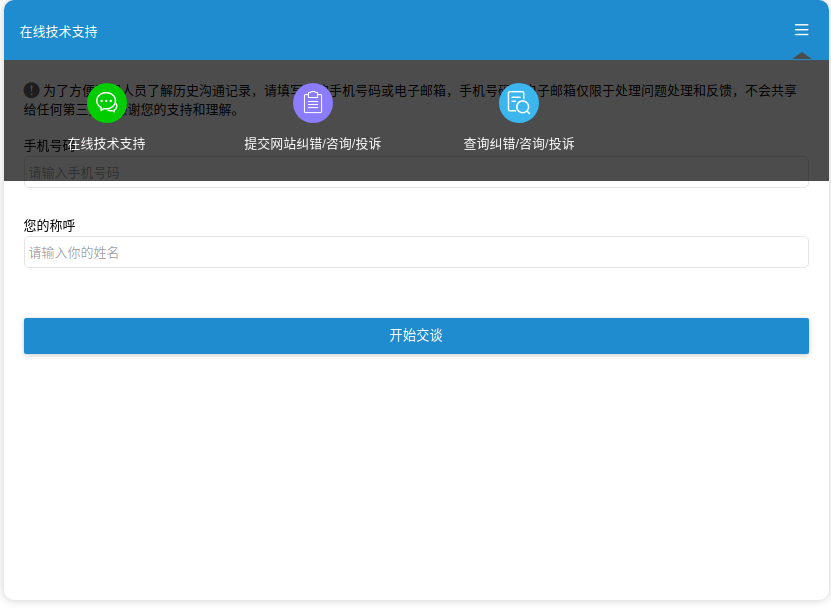 在线技术支持
为了方便 人员了解历史沟通记录，请填写 手机号码或电子邮箱，手机号码 电子邮箱仅限于处理问题处理和反馈，不会共享
给任何第三 谢您的支持和理解。
手机号码
在线技术支持
提交网站纠错/咨询/投诉
查询纠错/咨询/投诉
请输入手机号码
您的称呼
请输入你的姓名
开始交谈